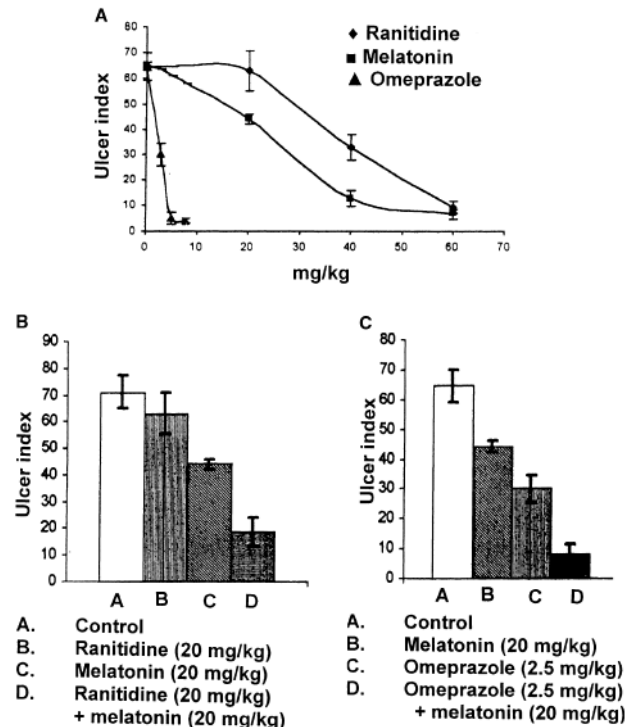 A
Ranitidine
Melatonin
Omeprazole
Ulcer index
80
70
60
50
40
30
20
10
0
0 10 20 30 40 50 60 70
mg/kg
B
Ulcer index
90
80
70
60
50
40
30
20
10
0
A B C D
A. Control
B. Ranitidine (20 mg/kg)
C. Melatonin (20 mg/kg)
D. Ranitidine (20 mg/kg)
+ melatonin (20 mg/kg)
C
Ulcer index
80
70
60
50
40
30
20
10
0
A B C D
A. Control
B. Melatonin (20 mg/kg)
C. Omeprazole (2.5 mg/kg)
D. Omeprazole (2.5 mg/kg)
+ melatonin (20 mg/kg)